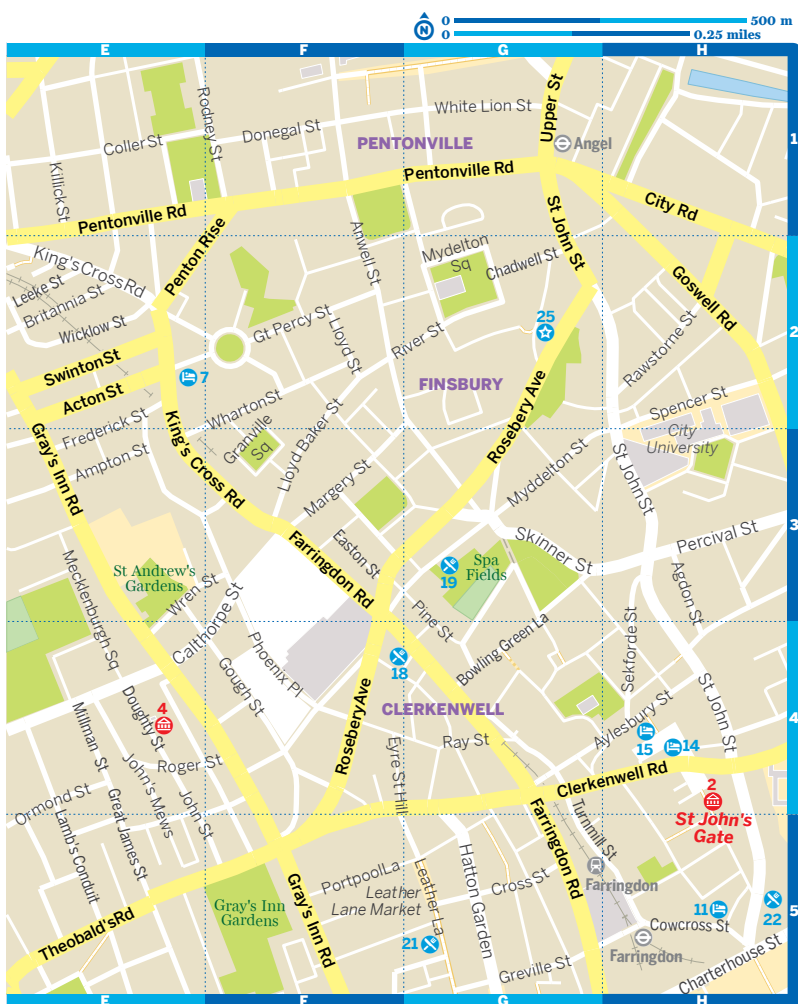 N
0 500 m
0 0.25 miles
E F G H
Rodney St
White Lion St
Upper St
Donegal St
PENTONVILLE
Coller St
Angel
1
Killick St
Pentonville Rd
Pentonville Rd
City Rd
St John St
Penton Rise
Anwell St
Mydelton
Sq
Chadwell St
King's Cross Rd
Leeke St
Britannia St
Wicklow St
Goswell Rd
Gt Percy St
Lloyd St
River St
25
Rawstorne St
2
Swinton St
7
Acton St
FINSBURY
Rosebery Ave
Wharton St
Spencer St
Frederick St
Granville
Sq
Lloyd Baker St
City
University
King's Cross Rd
Gray's Inn Rd
Ampton St
Margery St
Myddelton St
St John St
3
Easton St
Farringdon Rd
Skinner St
Percival St
Spa
Fields
19
Mecklenburgh Sq
St Andrew's
Gardens
Wren St
Calthorpe St
Agdon St
Pine St
Bowling Green La
Sekforde St
Phoenix Pl
Gough St
18
St John St
4
Doughty St
CLERKENWELL
Rosebery Ave
Aylesbury St
4
Millman St
Eyre St Hill
Ray St
15
14
Roger St
John's Mews
Clerkenwell Rd
2
St John's
Gate
Ormond St
Great James St
John St
Lamb's Conduit
Farringdon Rd
Turnmill St
Portpool La
Leather
Lane Market
Leather La
Hatton Garden
Cross St
Farringdon
Gray's Inn
Gardens
Gray's Inn Rd
Theobald's Rd
21
11
22
5
Cowcross St
Farringdon
Greville St
Charterhouse St
E F G H